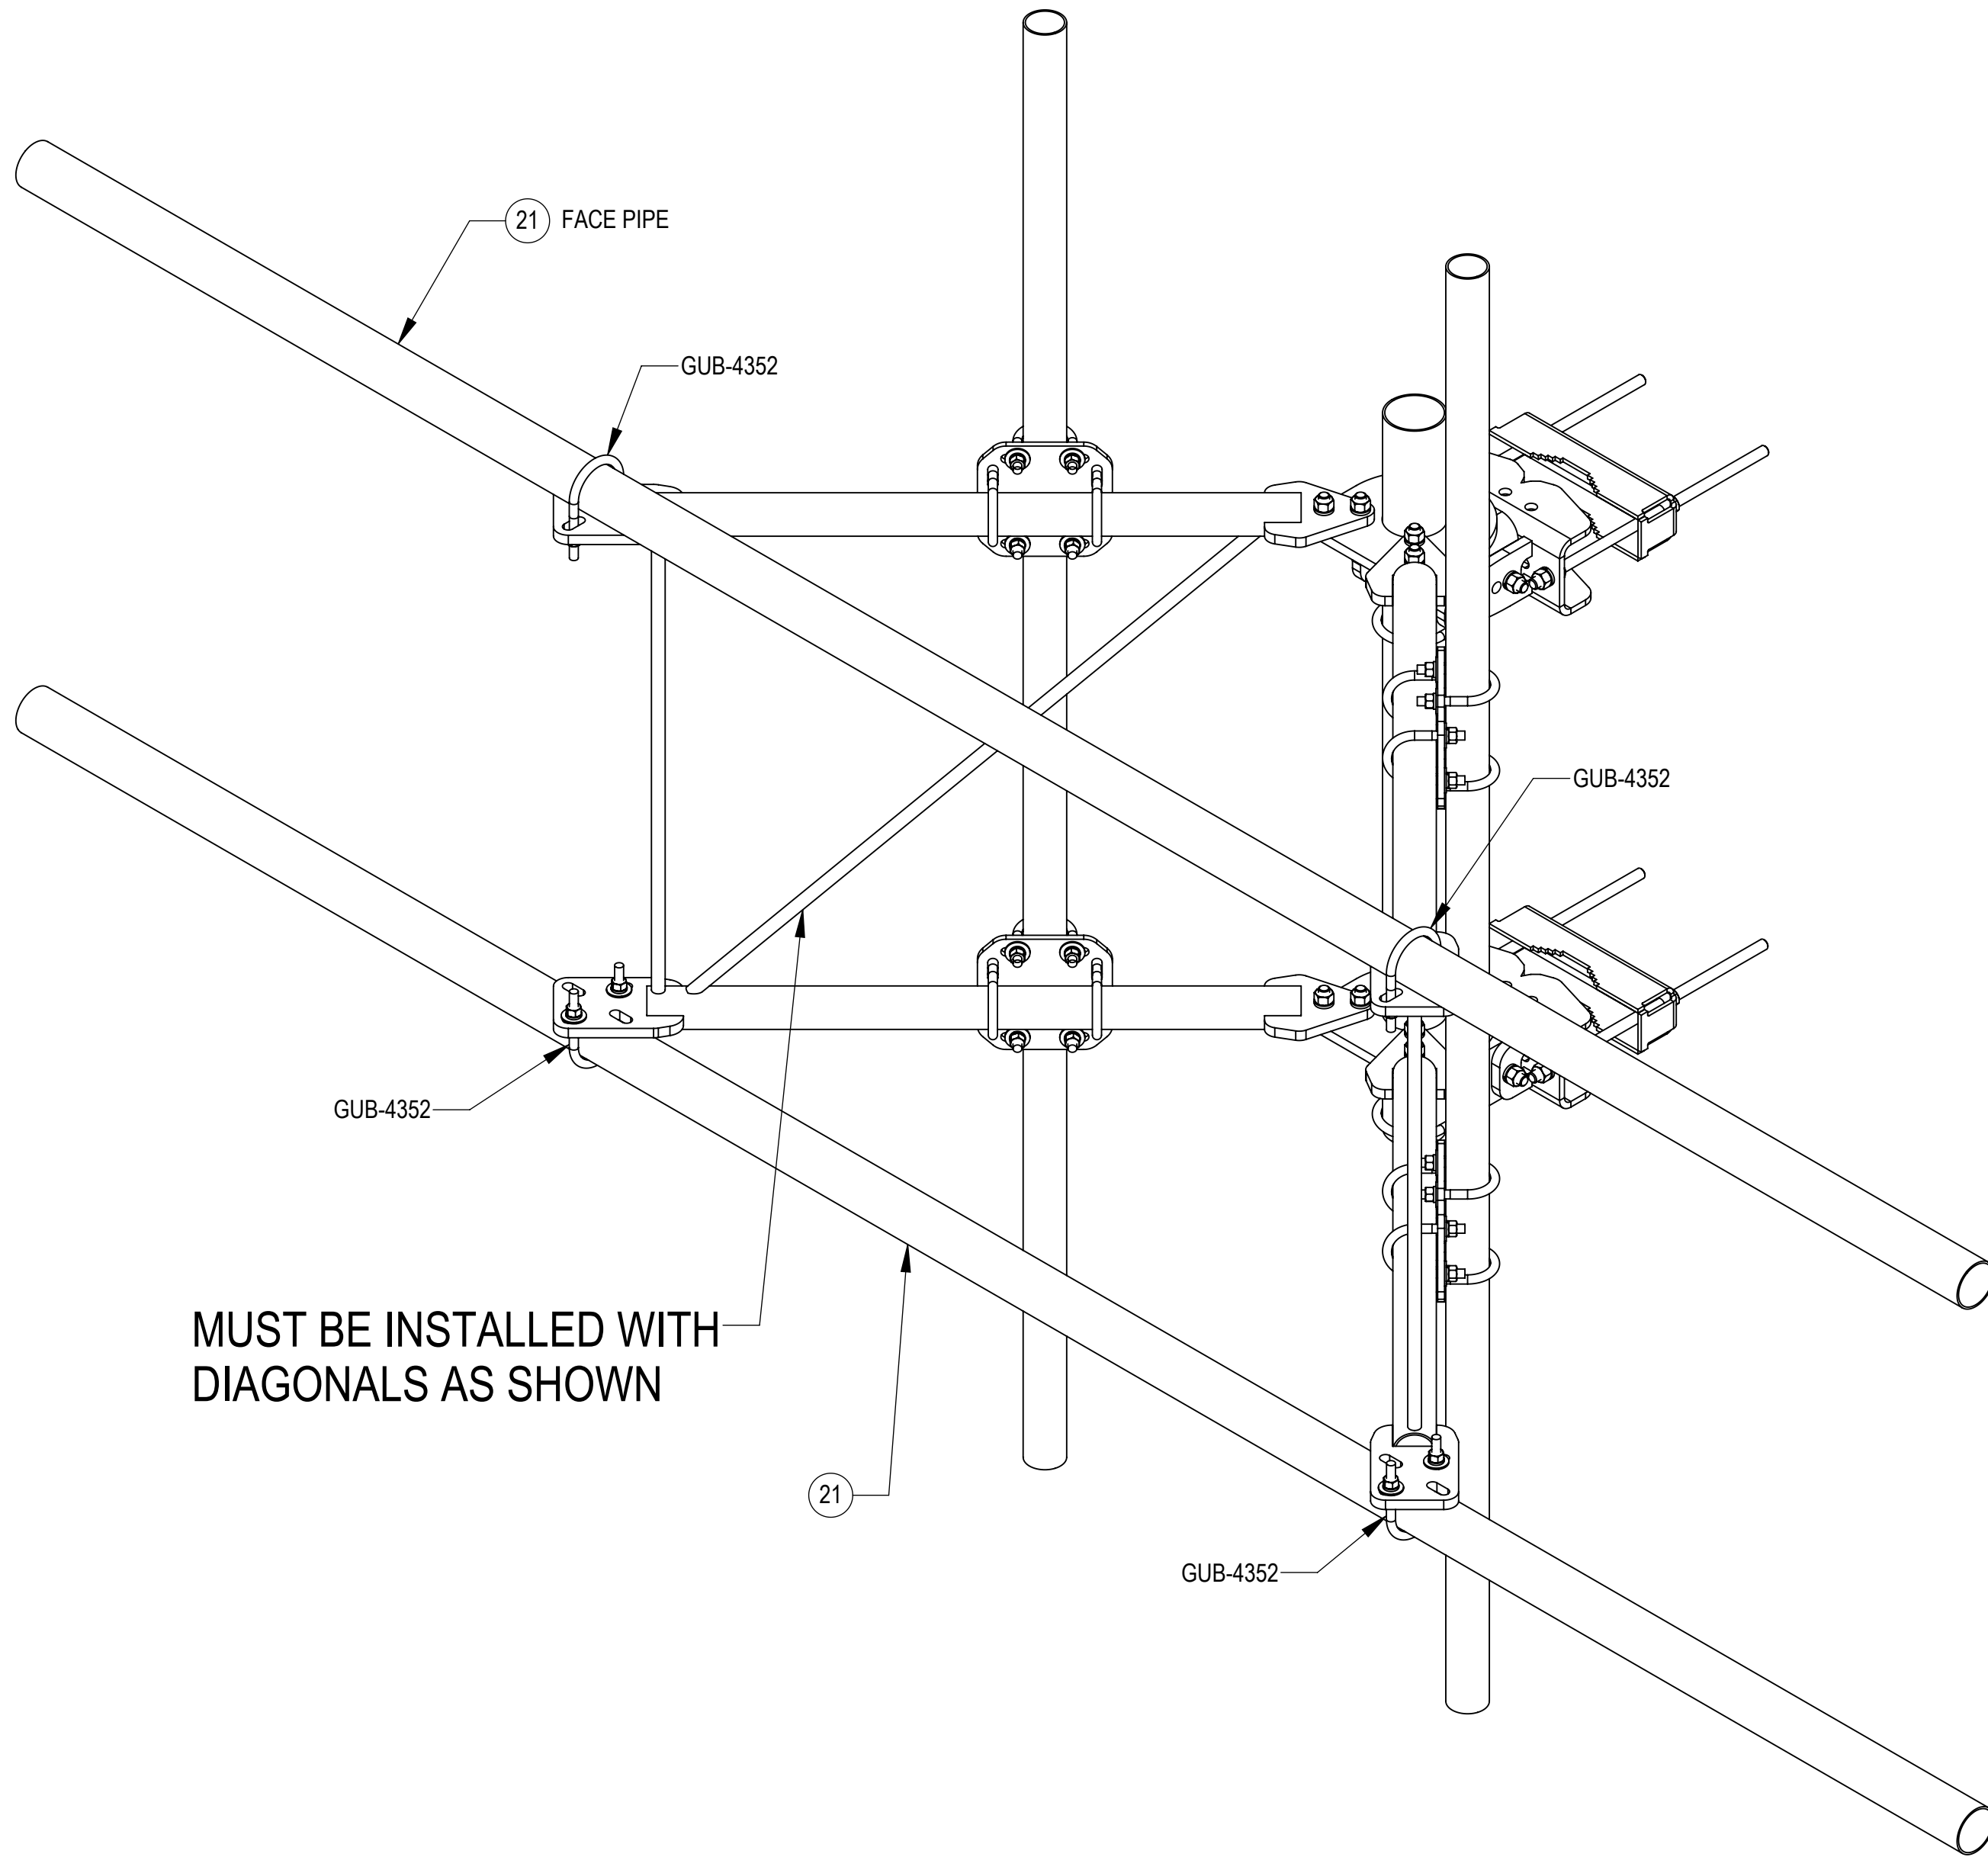 21 FACE PIPE
GUB-4352
GUB-4352
GUB-4352
MUST BE INSTALLED WITH
DIAGONALS AS SHOWN
21
GUB-4352